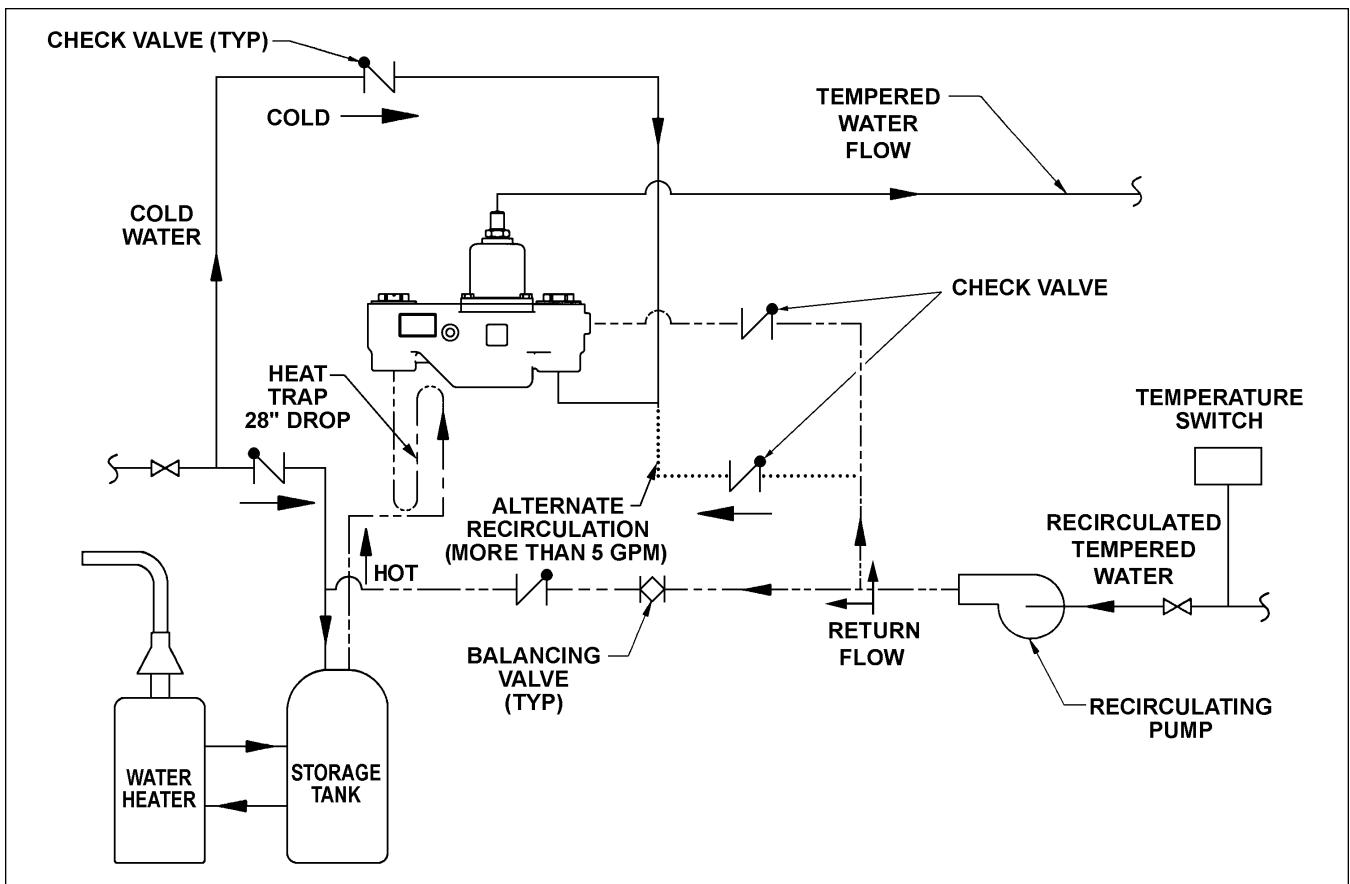 CHECK VALVE (TYP)
COLD
TEMPERED
WATER
FLOW
COLD
WATER
CHECK VALVE
HEAT
TRAP
28" DROP
TEMPERATURE
SWITCH
ALTERNATE
RECIRCULATION
(MORE THAN 5 GPM)
RECIRCULATED
TEMPERED
WATER
HOT
RETURN
FLOW
BALANCING
VALVE
(TYP)
RECIRCULATING
PUMP
WATER
HEATER
STORAGE
TANK